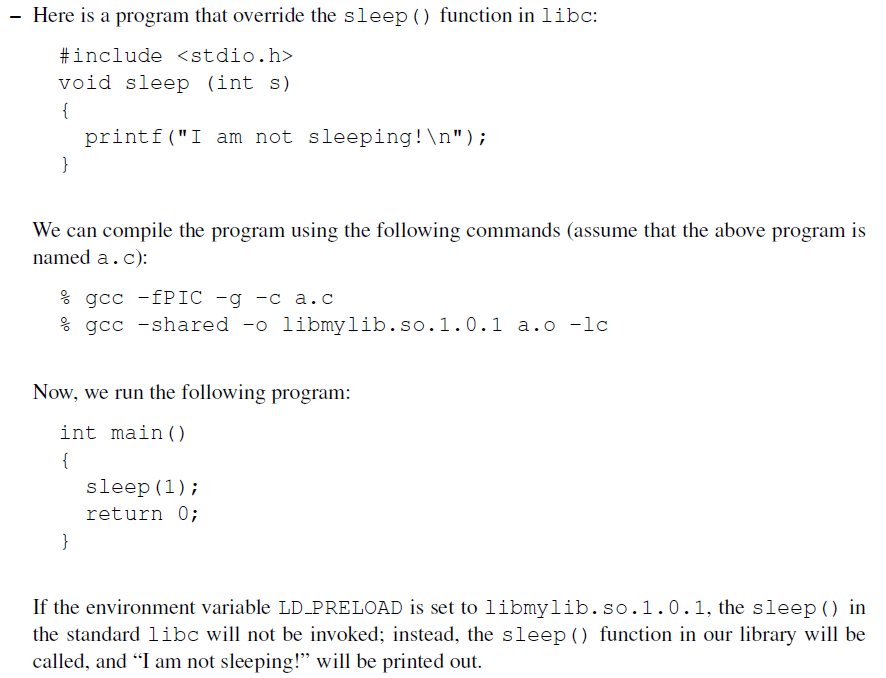 – Here is a program that override the sleep() function in libc:
#include <stdio.h>
void sleep (int s)
{
printf("I am not sleeping!\n");
}
We can compile the program using the following commands (assume that the above program is
named a.c):
% gcc -fPIC -g -c a.c
% gcc -shared -o libmylib.so.1.0.1 a.o -lc
Now, we run the following program:
int main()
{
sleep(1);
return 0;
}
If the environment variable LD_PRELOAD is set to libmylib.so.1.0.1, the sleep() in
the standard libc will not be invoked; instead, the sleep() function in our library will be
called, and “I am not sleeping!” will be printed out.